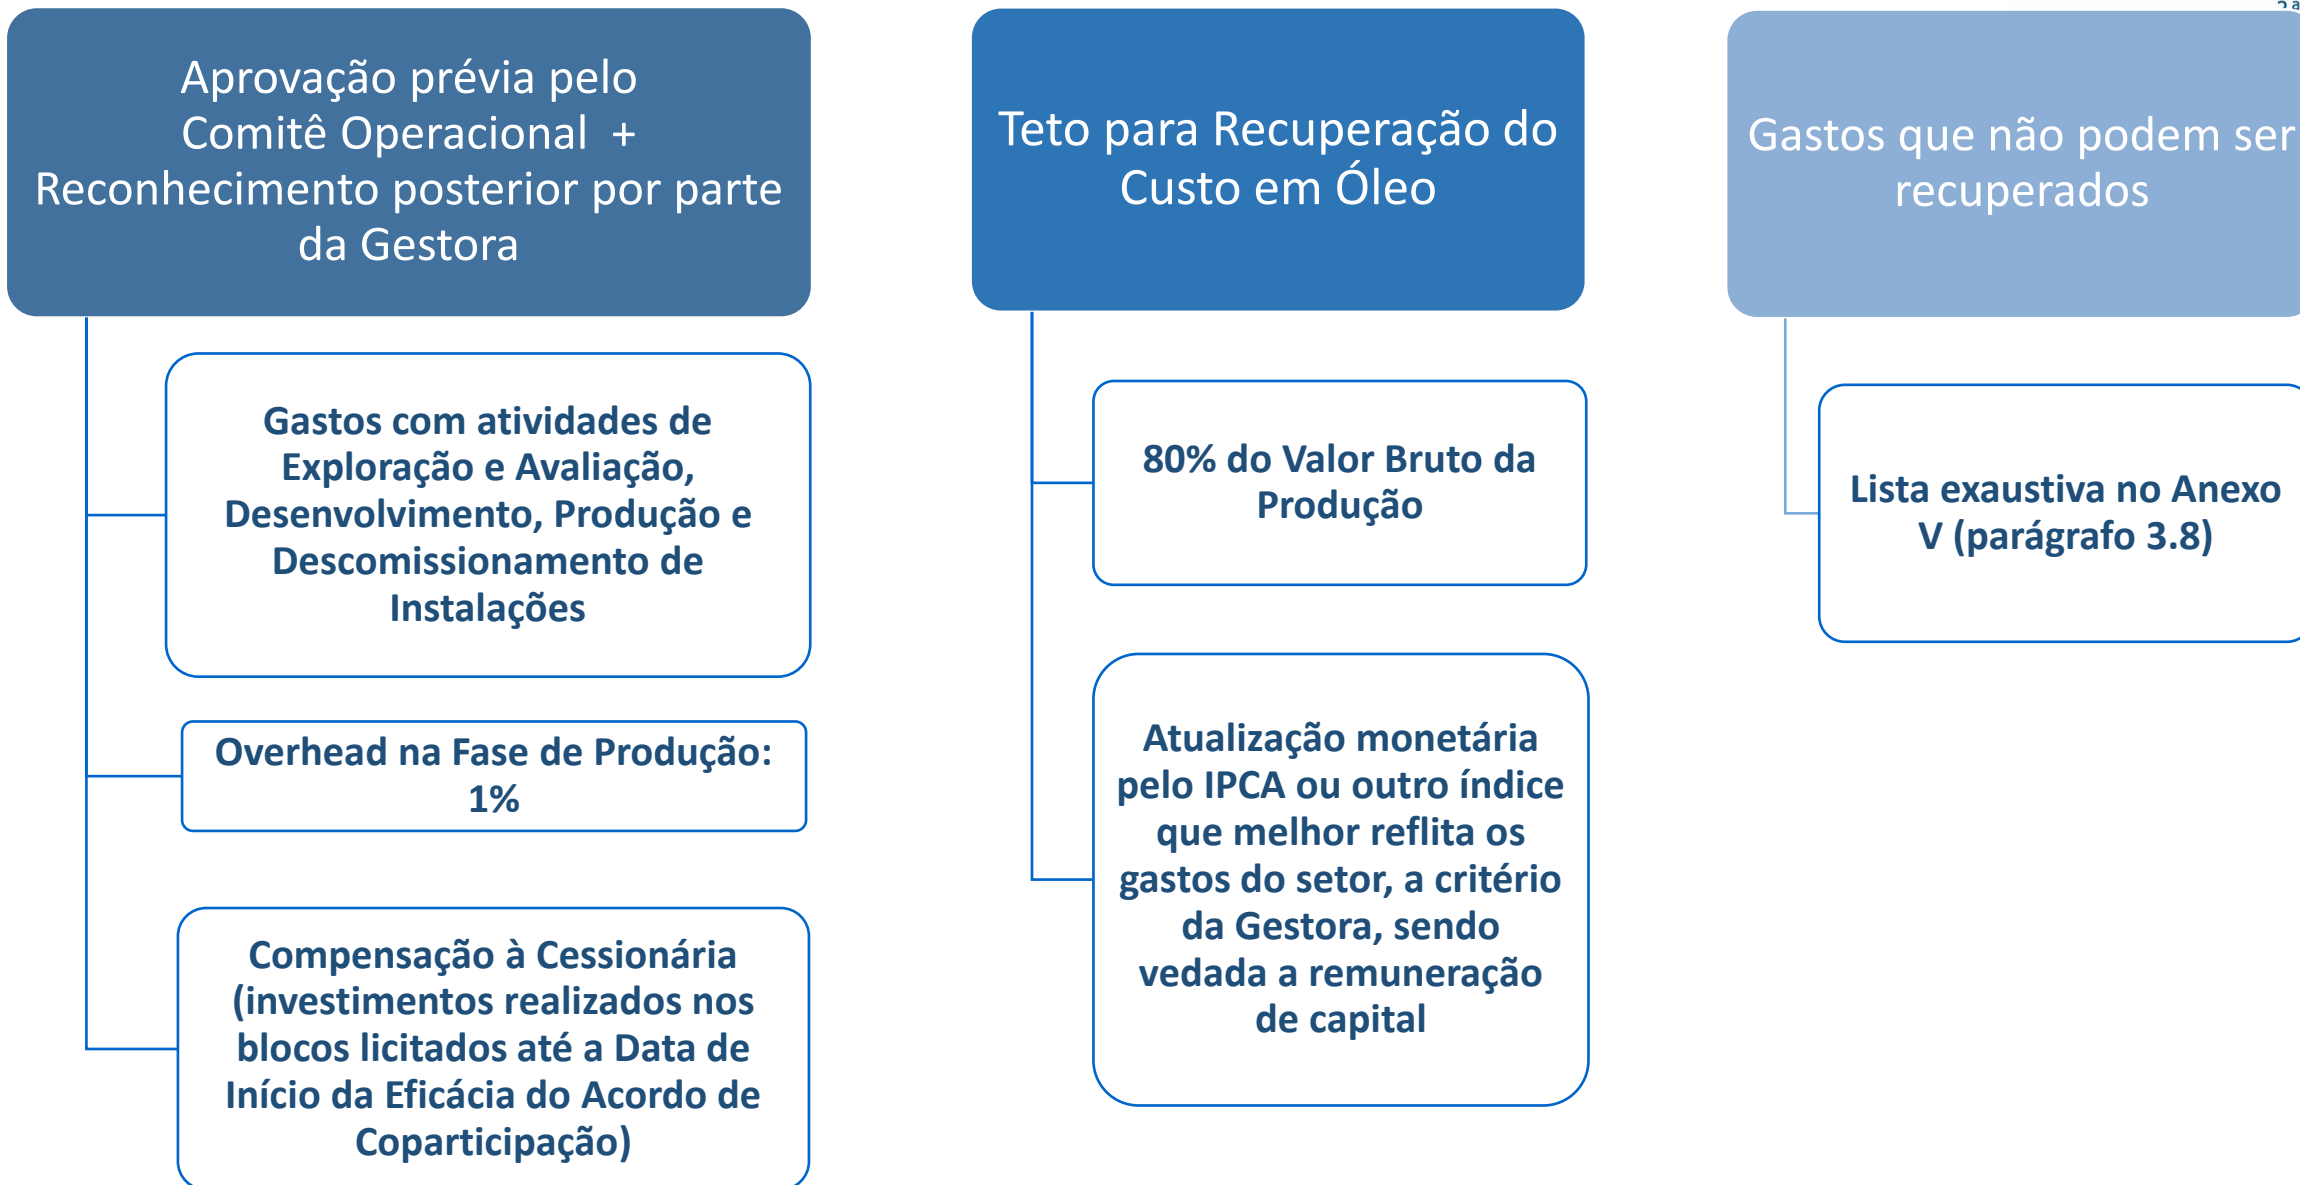 Aprovação prévia pelo
Comitê Operacional +
Reconhecimento posterior por parte
da Gestora
Gastos com atividades de
Exploração e Avaliação,
Desenvolvimento, Produção e
Descomissionamento de
Instalações
Overhead na Fase de Produção:
1%
Compensação à Cessionária
(investimentos realizados nos
blocos licitados até a Data de
Início da Eficácia do Acordo de
Coparticipação)
Teto para Recuperação do
Custo em Óleo
80% do Valor Bruto da
Produção
Atualização monetária
pelo IPCA ou outro índice
que melhor reflita os
gastos do setor, a critério
da Gestora, sendo
vedada a remuneração
de capital
Gastos que não podem ser
recuperados
Lista exaustiva no Anexo
V (parágrafo 3.8)